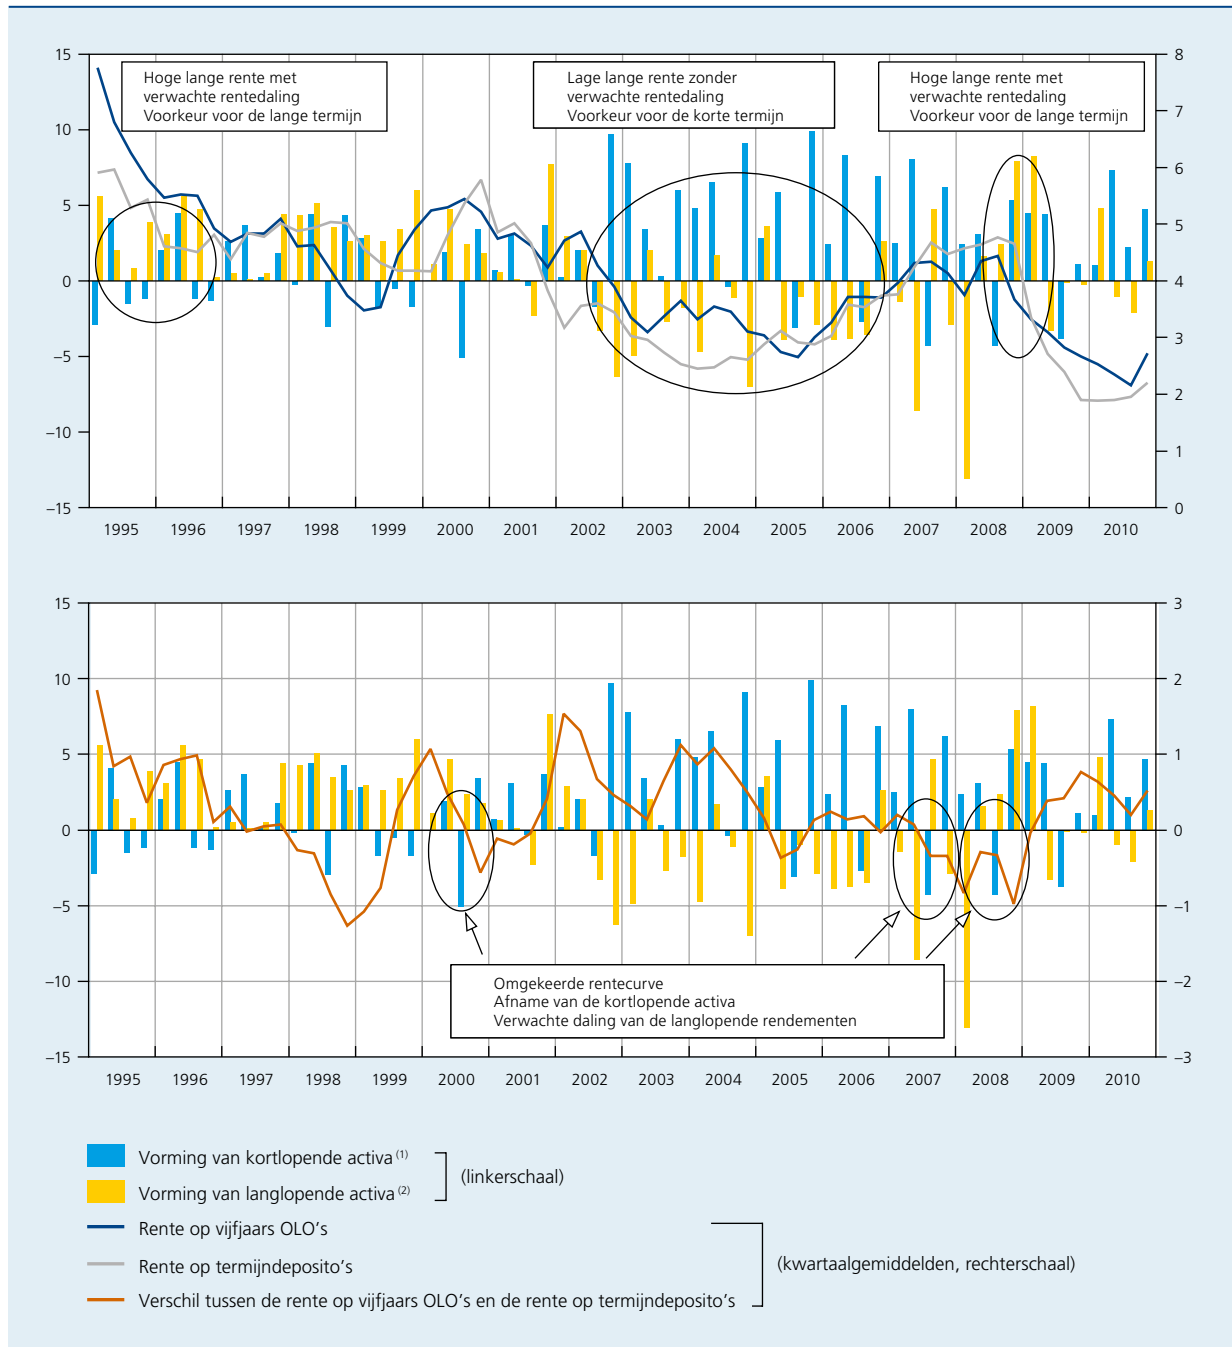 15
10
5
0
–5
–10
–15
8
7
6
5
4
3
2
1
0
Hoge lange rente met
verwachte rentedaling
Voorkeur voor de lange termijn
Lage lange rente zonder
verwachte rentedaling
Voorkeur voor de korte termijn
Hoge lange rente met
verwachte rentedaling
Voorkeur voor de lange termijn
1995 1996 1997 1998 1999 2000 2001 2002 2003 2004 2005 2006 2007 2008 2009 2010
15
10
5
0
–5
–10
–15
3
2
1
0
–1
–2
–3
Omgekeerde rentecurve
Afname van de kortlopende activa
Verwachte daling van de langlopende rendementen
1995 1996 1997 1998 1999 2000 2001 2002 2003 2004 2005 2006 2007 2008 2009 2010
Vorming van kortlopende activa (1)
Vorming van langlopende activa (2)
(linkerschaal)
Rente op vijfjaars OLO's
Rente op termijndeposito's
Verschil tussen de rente op vijfjaars OLO's en de rente op termijndeposito's
(kwartaalgemiddelden, rechterschaal)